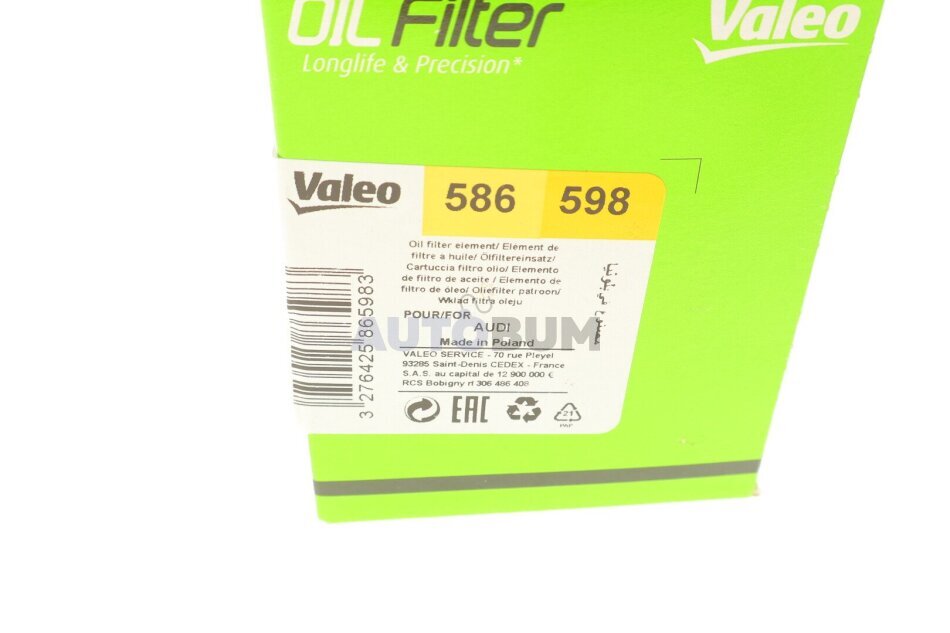 OIL Filter
Longlife & Precision*
Valeo
Valeo
586 598
Oil filter element/ Élément de
filtre à huile/ Ölfiltereinsatz/
Cartuccia filtro olio/ Elemento
de filtro de aceite / Elemento de
filtro de óleo/ Oliefilter patroon/
Wkład filtra oleju
POUR/FOR
AUDI
Made in Poland
VALEO SERVICE - 70 rue Pleyel
93285 Saint-Denis CEDEX - France
S.A.S. au capital de 12 900 000 €
RCS Bobigny n 306 486 408
3 276425 865983
EAC
21
PAP
AUTOBUM